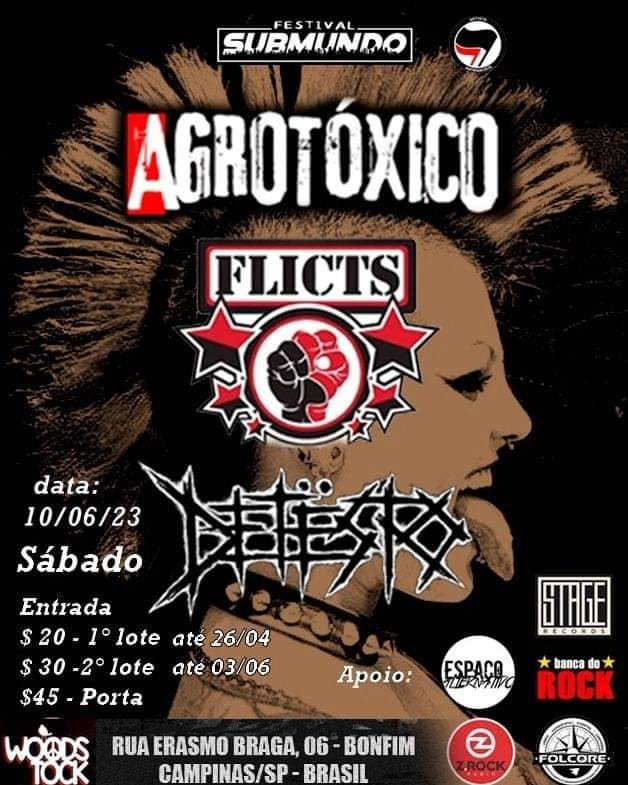 FESTIVAL
SUBMUNDO
AGROTÓXICO
FLICTS
DETËSTO
data:
10/06/23
Sábado
Entrada
$ 20 - 1° lote até 26/04
$ 30 -2° lote até 03/06
$45 - Porta
Apoio:
STAGE
RECORDS
ESPAÇO
ALTERNATIVO
banca do
ROCK
WOODS
TOCK
RUA ERASMO BRAGA, 06 - BONFIM
CAMPINAS/SP - BRASIL
Z
Z ROCK
RADIO
FOLCORE